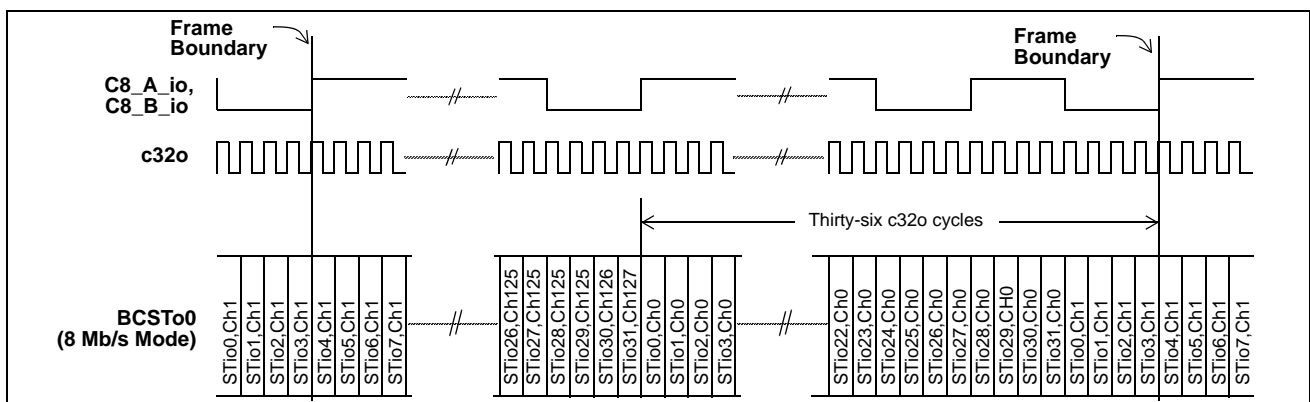 Frame
Boundary
Frame
Boundary
C8_A_io,
C8_B_io
c32o
Thirty-six c32o cycles
BCSTo0
(8 Mb/s Mode)
STio0,Ch1
STio1,Ch1
STio2,Ch1
STio3,Ch1
STio4,Ch1
STio5,Ch1
STio6,Ch1
STio7,Ch1
STio26,Ch125
STio27,Ch125
STio28,Ch125
STio29,Ch125
STio30,Ch126
STio31,Ch127
STio0,Ch0
STio1,Ch0
STio2,Ch0
STio3,Ch0
STio22,Ch0
STio23,Ch0
STio24,Ch0
STio25,Ch0
STio26,Ch0
STio27,Ch0
STio28,Ch0
STio29,CH0
STio30,Ch0
STio31,Ch0
STio0,Ch1
STio1,Ch1
STio2,Ch1
STio3,Ch1
STio4,Ch1
STio5,Ch1
STio6,Ch1
STio7,Ch1